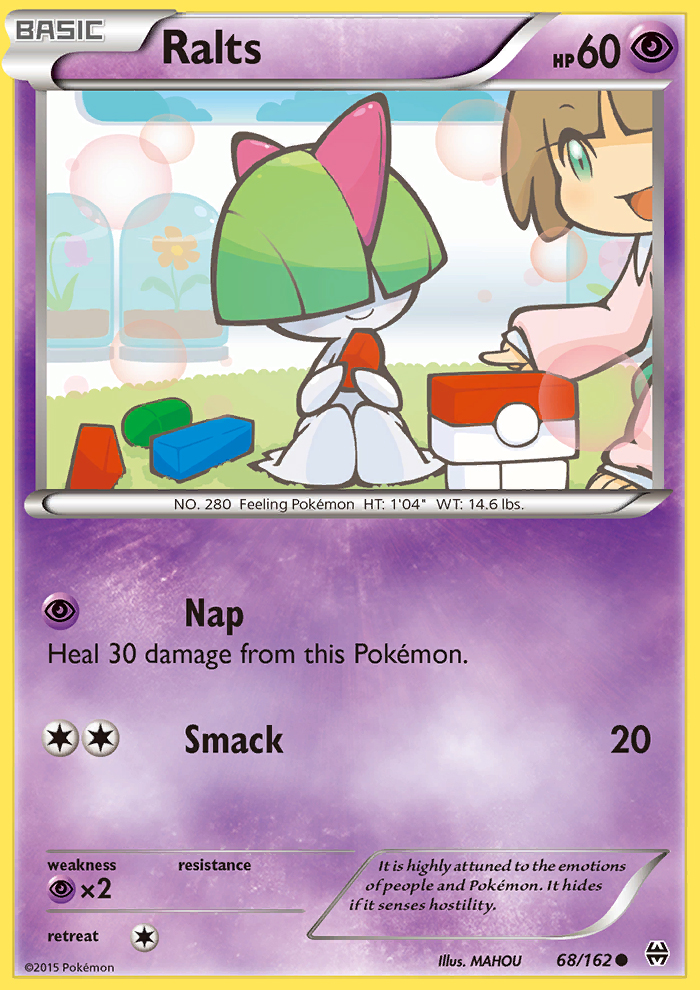 BASIC
Ralts
HP60
NO. 280 Feeling Pokémon HT: 1'04" WT: 14.6 lbs.
Nap
Heal 30 damage from this Pokémon.
Smack 20
weakness resistance
×2
It is highly attuned to the emotions
of people and Pokémon. It hides
if it senses hostility.
retreat
©2015 Pokémon
Illus. MAHOU 68/162